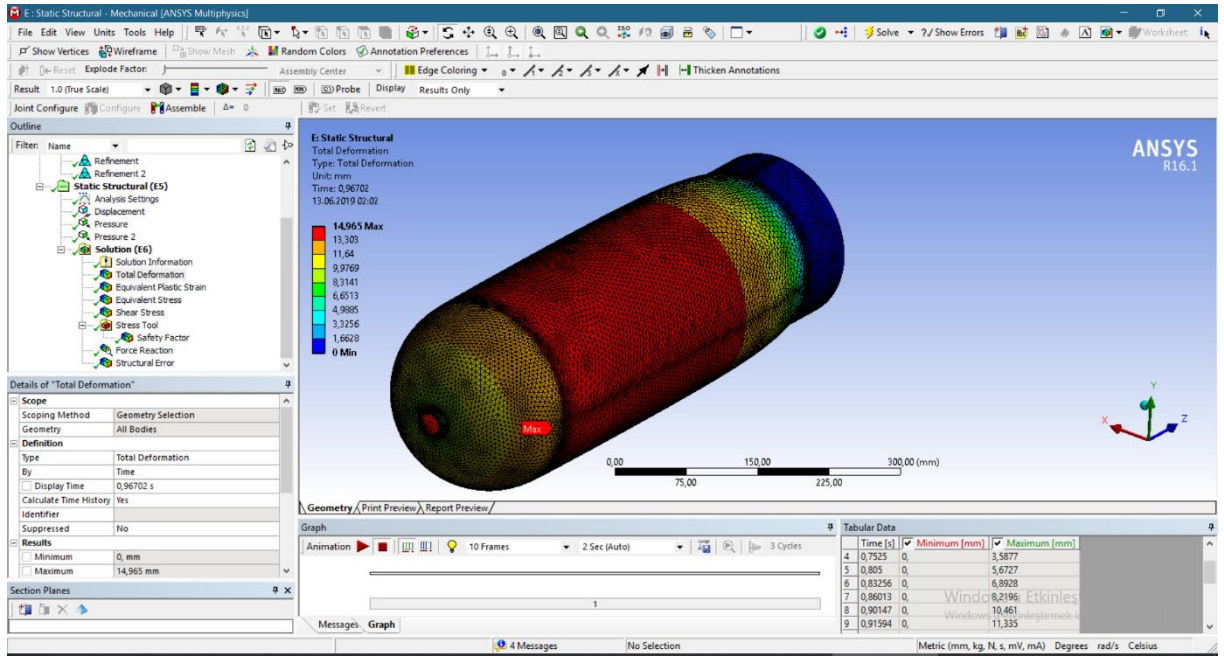 E : Static Structural - Mechanical [ANSYS Multiphysics]
File Edit View Units Tools Help Solve ?/ Show Errors Worksheet
Show Vertices Wireframe Show Mesh Random Colors Annotation Preferences
Reset Explode Factor: Assembly Center Edge Coloring Thicken Annotations
Result 1.0 (True Scale) Probe Display Results Only
Joint Configure Configure Assemble Δ= 0 Set Revert
Outline
Filter: Name
Refinement
Refinement 2
Static Structural (E5)
Analysis Settings
Displacement
Pressure
Pressure 2
Solution (E6)
Solution Information
Total Deformation
Equivalent Plastic Strain
Equivalent Stress
Shear Stress
Stress Tool
Safety Factor
Force Reaction
Structural Error
Details of "Total Deformation"
Scope
Scoping Method Geometry Selection
Geometry All Bodies
Definition
Type Total Deformation
By Time
Display Time 0,96702 s
Calculate Time History Yes
Identifier
Suppressed No
Results
Minimum 0, mm
Maximum 14,965 mm
Section Planes
E: Static Structural
Total Deformation
Type: Total Deformation
Unit: mm
Time: 0,96702
13.06.2019 02:02
14,965 Max
13,303
11,64
9,9769
8,3141
6,6513
4,9885
3,3256
1,6628
0 Min
ANSYS
R16.1
Max
Y
X Z
0,00 150,00 300,00 (mm)
75,00 225,00
Geometry Print Preview Report Preview
Graph
Animation 10 Frames 2 Sec (Auto) 3 Cycles
1
Messages Graph
Tabular Data
Time [s] Minimum [mm] Maximum [mm]
4 0,7525 0, 3,5877
5 0,805 0, 5,6727
6 0,83256 0, 6,8928
7 0,86013 0, 8,2196
8 0,90147 0, 10,461
9 0,91594 0, 11,335
4 Messages No Selection Metric (mm, kg, N, s, mV, mA) Degrees rad/s Celsius